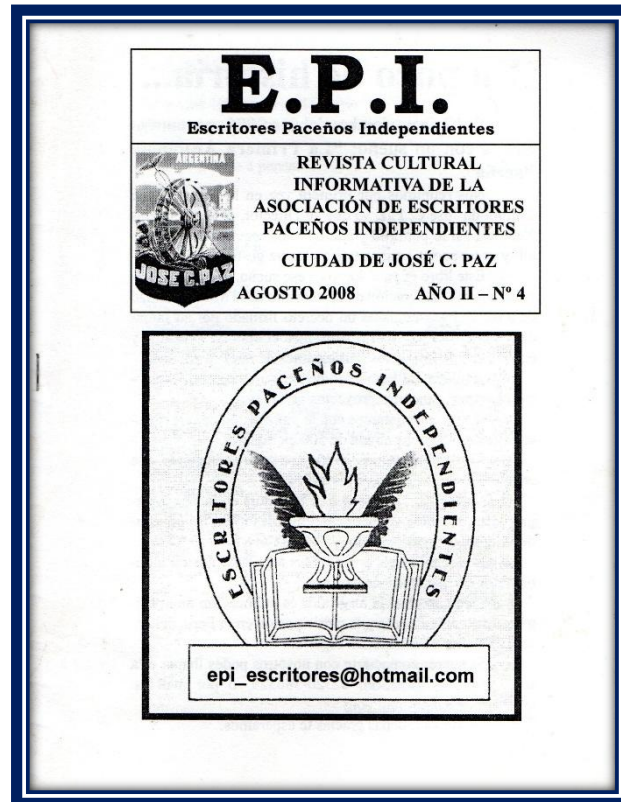 E.P.I.
Escritores Paceños Independientes
ARGENTINA
JOSE C. PAZ
REVISTA CULTURAL
INFORMATIVA DE LA
ASOCIACIÓN DE ESCRITORES
PACEÑOS INDEPENDIENTES
CIUDAD DE JOSÉ C. PAZ
AGOSTO 2008 AÑO II – Nº 4
ESCRITORES PACEÑOS INDEPENDIENTES
epi_escritores@hotmail.com